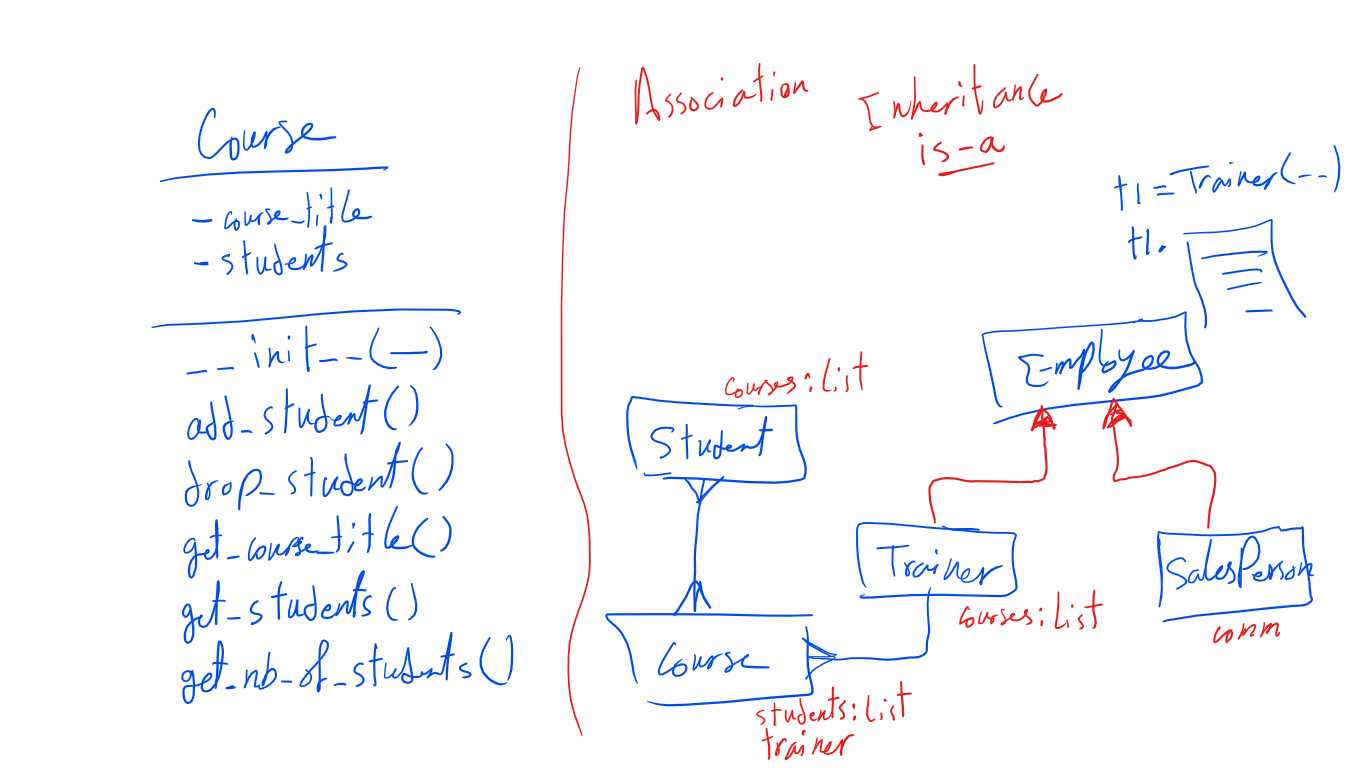 Course
- course_title
- students
__init__(—)
add_student()
drop_student()
get_course_title()
get_students()
get_nb_of_students()
Association
Inheritance
is-a
t1 = Trainer(--)
t1.
Employee
courses: list
Student
Trainer
courses: list
SalesPerson
comm
Course
students: list
trainer